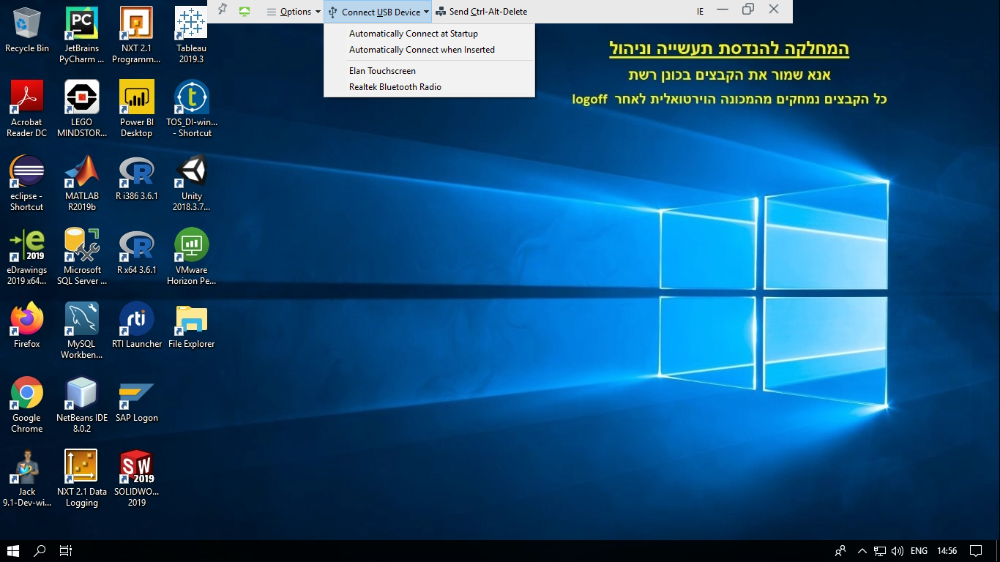 Options
Connect USB Device
Send Ctrl-Alt-Delete
IE
Automatically Connect at Startup
Automatically Connect when Inserted
Elan Touchscreen
Realtek Bluetooth Radio
המחלקה להנדסת תעשייה וניהול
אנא שמור את הקבצים בכונן רשת
כל הקבצים נמחקים מהמכונה הוירטואלית לאחר logoff
Recycle Bin
JetBrains
PyCharm ...
NXT 2.1
Programm...
Tableau
2019.3
Acrobat
Reader DC
LEGO
MINDSTOR...
Power BI
Desktop
TOS_DI-win...
- Shortcut
eclipse -
Shortcut
MATLAB
R2019b
R i386 3.6.1
Unity
2018.3.7...
eDrawings
2019 x64...
Microsoft
SQL Server ...
R x64 3.6.1
VMware
Horizon Pe...
Firefox
MySQL
Workben...
RTI Launcher
File Explorer
Google
Chrome
NetBeans IDE
8.0.2
SAP Logon
Jack
9.1-Dev-wi...
NXT 2.1 Data
Logging
SOLIDWO...
2019
PC
t
R
e
2019
R
rti
SW
2019
ENG
14:56